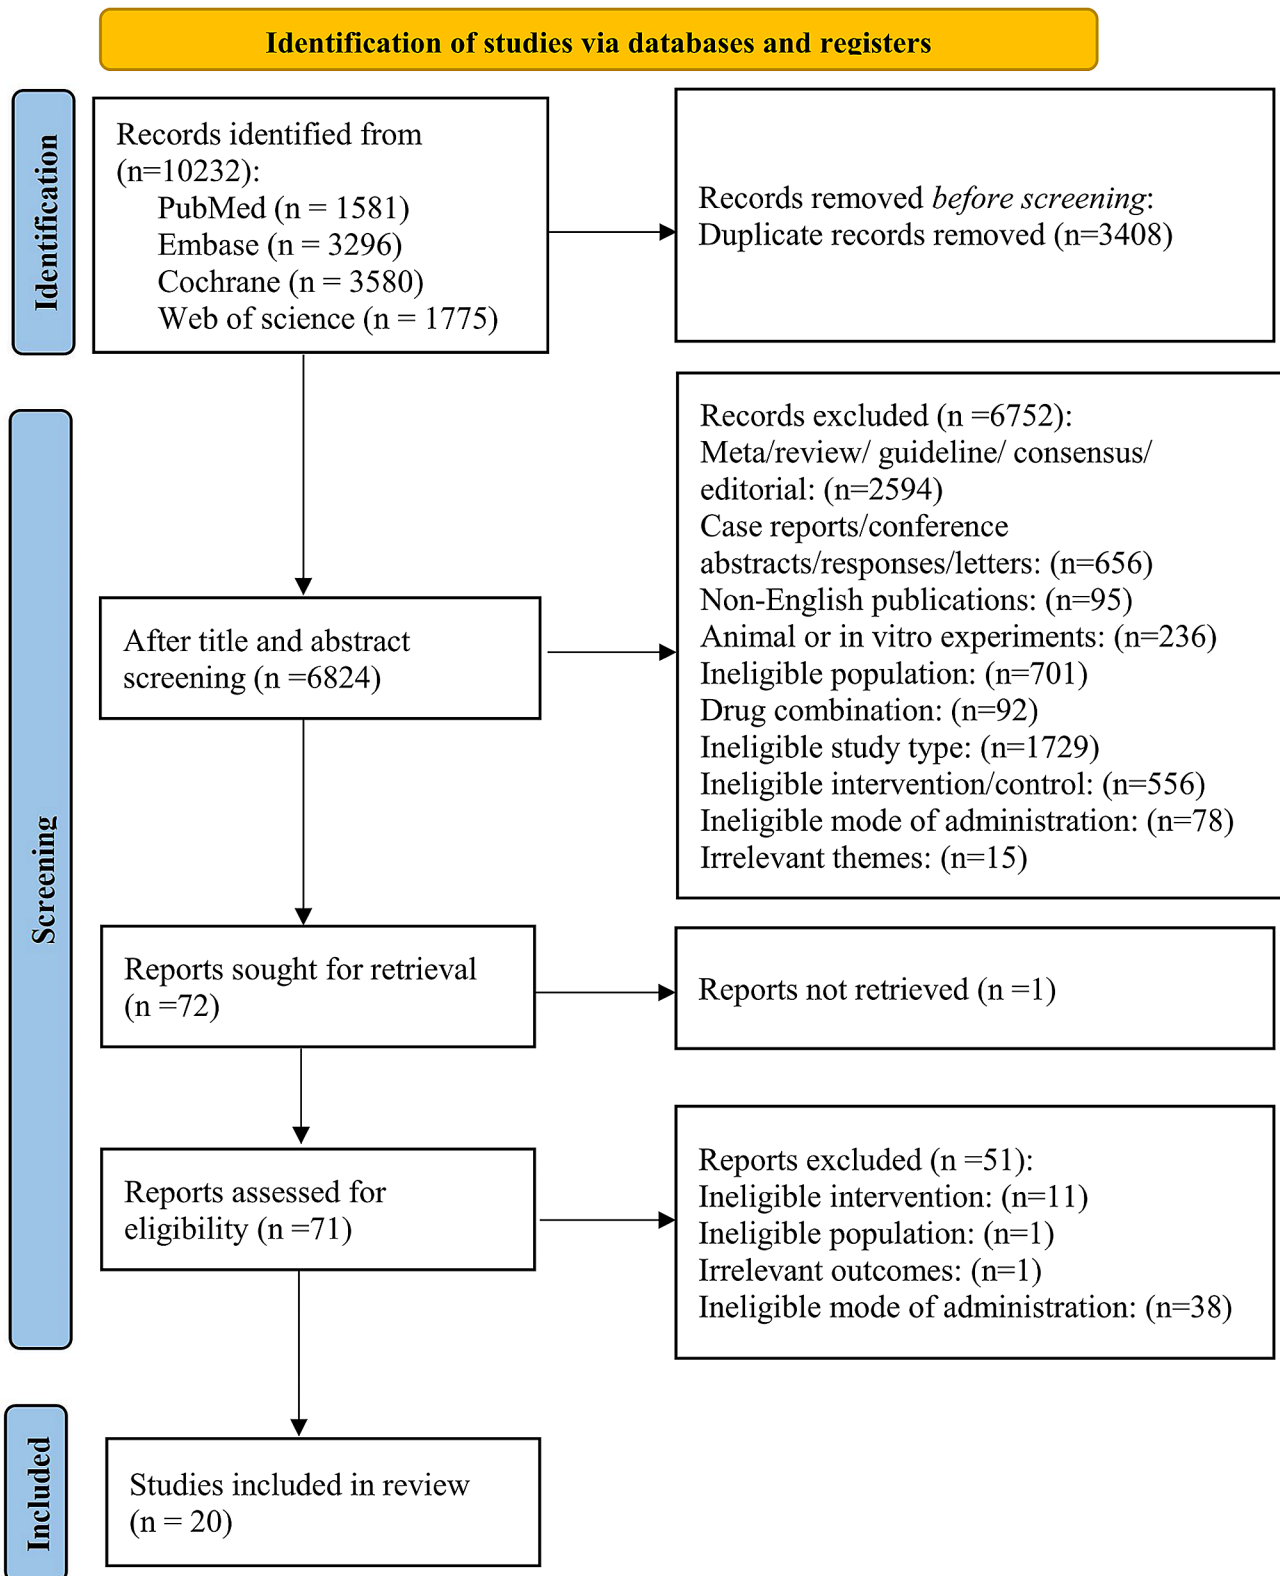 Identification of studies via databases and registers
Identification
Records identified from
(n=10232):
PubMed (n = 1581)
Embase (n = 3296)
Cochrane (n = 3580)
Web of science (n = 1775)
Records removed before screening:
Duplicate records removed (n=3408)
Screening
After title and abstract
screening (n =6824)
Records excluded (n =6752):
Meta/review/ guideline/ consensus/
editorial: (n=2594)
Case reports/conference
abstracts/responses/letters: (n=656)
Non-English publications: (n=95)
Animal or in vitro experiments: (n=236)
Ineligible population: (n=701)
Drug combination: (n=92)
Ineligible study type: (n=1729)
Ineligible intervention/control: (n=556)
Ineligible mode of administration: (n=78)
Irrelevant themes: (n=15)
Reports sought for retrieval
(n =72)
Reports not retrieved (n =1)
Reports assessed for
eligibility (n =71)
Reports excluded (n =51):
Ineligible intervention: (n=11)
Ineligible population: (n=1)
Irrelevant outcomes: (n=1)
Ineligible mode of administration: (n=38)
Included
Studies included in review
(n = 20)